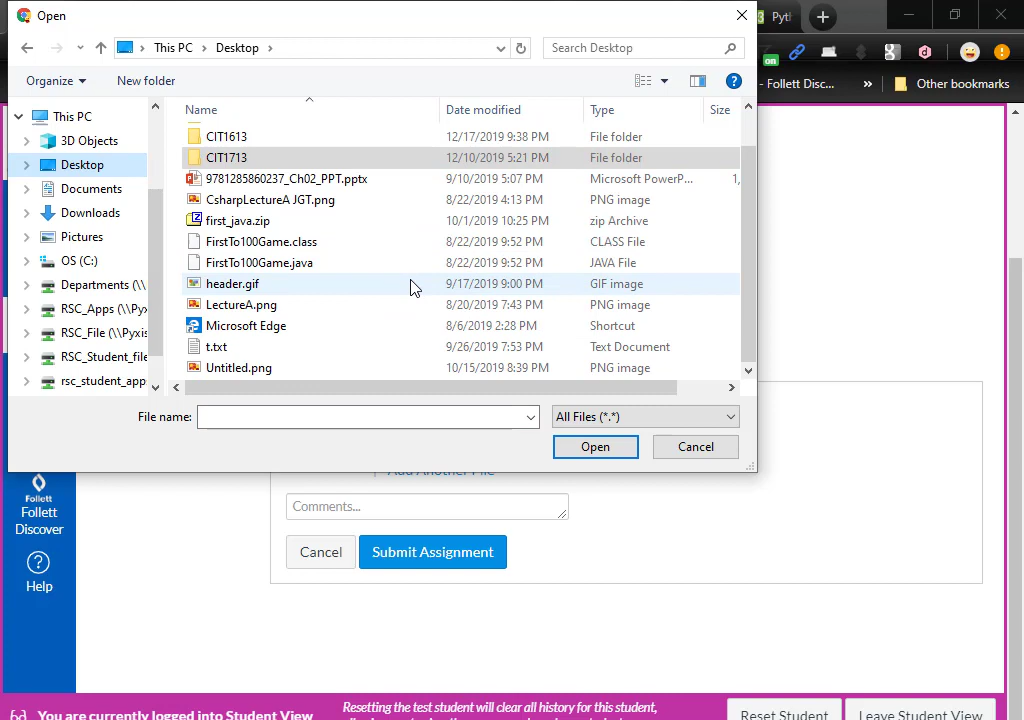 Open
Pyt
This PC
Desktop
Search Desktop
on
- Follett Disc...
»
Other bookmarks
Organize
New folder
Name
Date modified
Type
Size
This PC
3D Objects
Desktop
Documents
Downloads
Pictures
OS (C:)
Departments (\\
RSC_Apps (\\Pyx
RSC_File (\\Pyxis
RSC_Student_file
rsc_student_app
CIT1613 12/17/2019 9:38 PM File folder
CIT1713 12/10/2019 5:21 PM File folder
9781285860237_Ch02_PPT.pptx 9/10/2019 5:07 PM Microsoft PowerP... 1,
CsharpLectureA JGT.png 8/22/2019 4:13 PM PNG image
first_java.zip 10/1/2019 10:25 PM zip Archive
FirstTo100Game.class 8/22/2019 9:52 PM CLASS File
FirstTo100Game.java 8/22/2019 9:52 PM JAVA File
header.gif 9/17/2019 9:00 PM GIF image
LectureA.png 8/20/2019 7:43 PM PNG image
Microsoft Edge 8/6/2019 2:28 PM Shortcut
t.txt 9/26/2019 7:53 PM Text Document
Untitled.png 10/15/2019 8:39 PM PNG image
File name:
All Files (*.*)
Open
Cancel
Add Another File
Follett
Follett
Discover
Help
Comments...
Cancel
Submit Assignment
You are currently logged into Student View
Resetting the test student will clear all history for this student,
Reset Student
Leave Student View